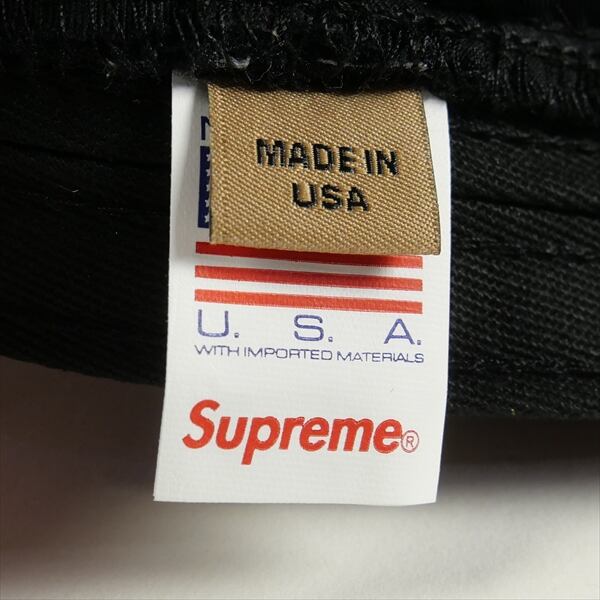 MADE IN
USA
U. S. A.
WITH IMPORTED MATERIALS
Supreme®